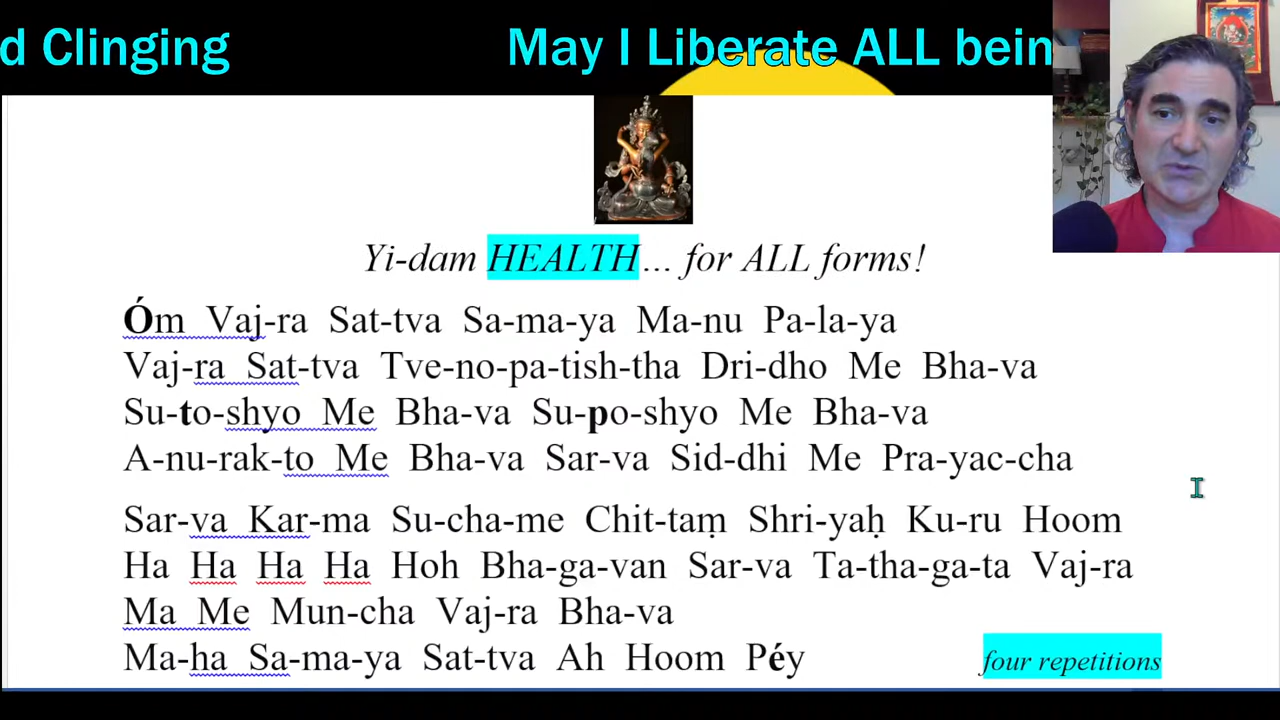 d Clinging May I Liberate ALL bein
Yi-dam HEALTH... for ALL forms!
Óm Vaj-ra Sat-tva Sa-ma-ya Ma-nu Pa-la-ya
Vaj-ra Sat-tva Tve-no-pa-tish-tha Dri-dho Me Bha-va
Su-to-shyo Me Bha-va Su-po-shyo Me Bha-va
A-nu-rak-to Me Bha-va Sar-va Sid-dhi Me Pra-yac-cha
Sar-va Kar-ma Su-cha-me Chit-taṃ Shri-yaḥ Ku-ru Hoom
Ha Ha Ha Ha Hoh Bha-ga-van Sar-va Ta-tha-ga-ta Vaj-ra
Ma Me Mun-cha Vaj-ra Bha-va
Ma-ha Sa-ma-ya Sat-tva Ah Hoom Péy
four repetitions